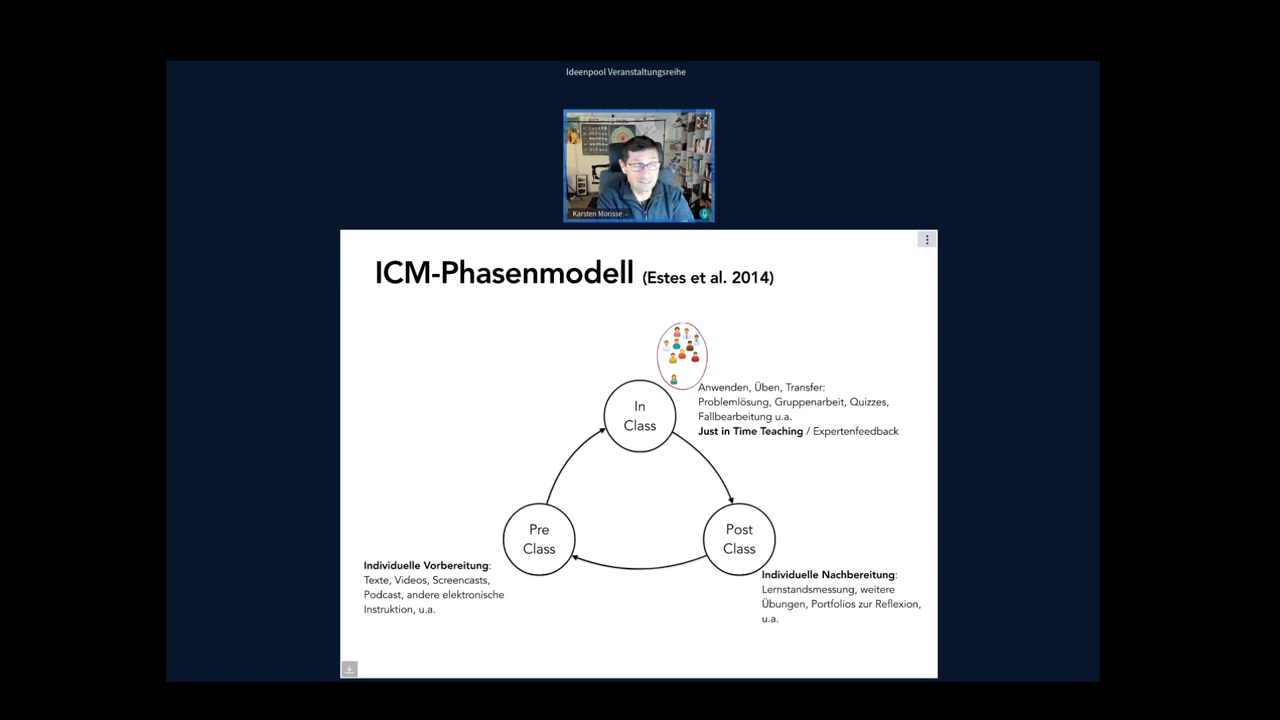 Ideenpool Veranstaltungsreihe
Karsten Morisse
ICM-Phasenmodell (Estes et al. 2014)
In
Class
Anwenden, Üben, Transfer:
Problemlösung, Gruppenarbeit, Quizzes,
Fallbearbeitung u.a.
Just in Time Teaching / Expertenfeedback
Pre
Class
Post
Class
Individuelle Vorbereitung:
Texte, Videos, Screencasts,
Podcast, andere elektronische
Instruktion, u.a.
Individuelle Nachbereitung:
Lernstandsmessung, weitere
Übungen, Portfolios zur Reflexion,
u.a.